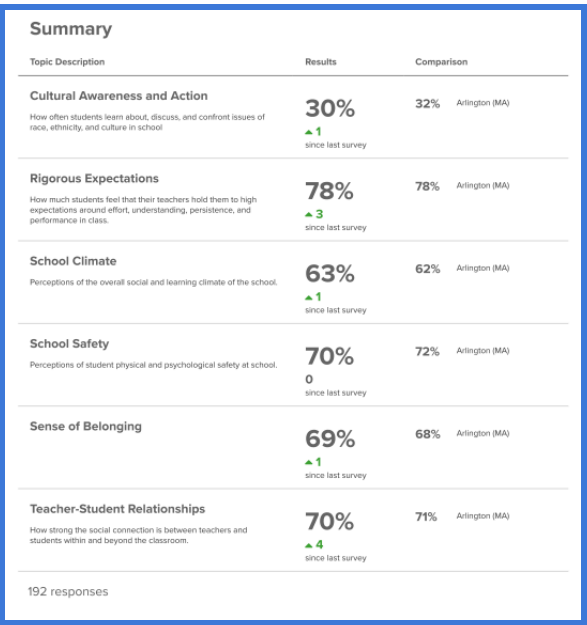 Summary
Topic Description Results Comparison
Cultural Awareness and Action
How often students learn about, discuss, and confront issues of
race, ethnicity, and culture in school
30%
▲ 1
since last survey
32% Arlington (MA)
Rigorous Expectations
How much students feel that their teachers hold them to high
expectations around effort, understanding, persistence, and
performance in class.
78%
▲ 3
since last survey
78% Arlington (MA)
School Climate
Perceptions of the overall social and learning climate of the school.
63%
▲ 1
since last survey
62% Arlington (MA)
School Safety
Perceptions of student physical and psychological safety at school.
70%
0
since last survey
72% Arlington (MA)
Sense of Belonging
69%
▲ 1
since last survey
68% Arlington (MA)
Teacher-Student Relationships
How strong the social connection is between teachers and
students within and beyond the classroom.
70%
▲ 4
since last survey
71% Arlington (MA)
192 responses